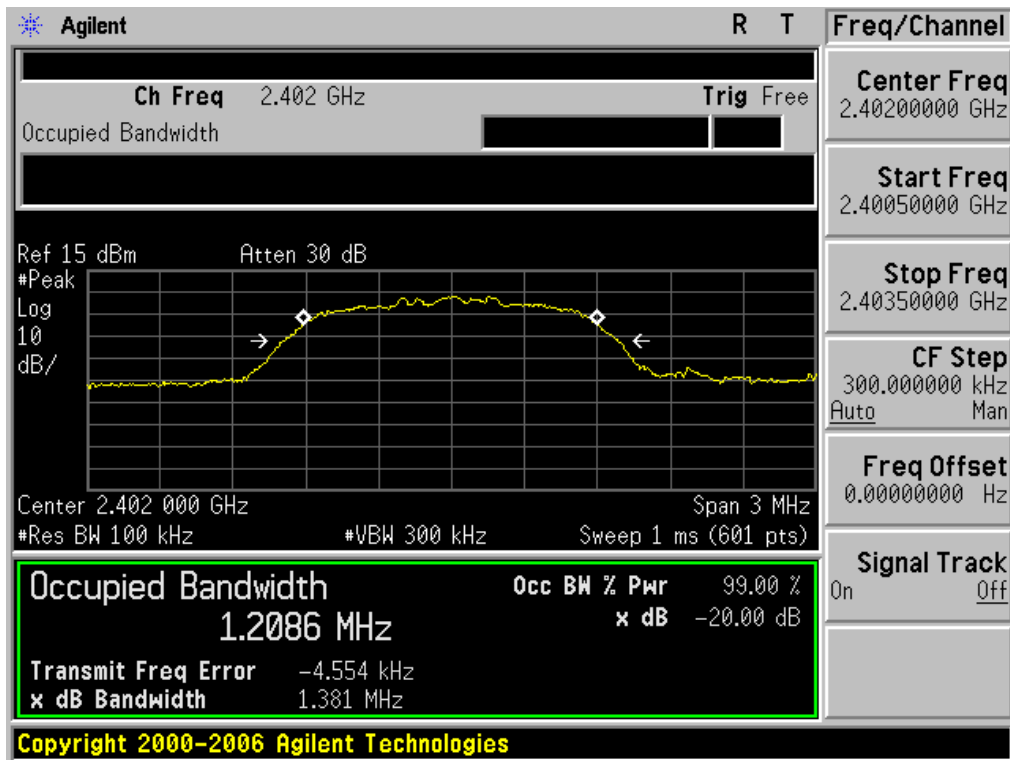 Agilent R T Freq/Channel
Ch Freq 2.402 GHz Trig Free
Occupied Bandwidth
Center Freq
2.40200000 GHz
Start Freq
2.40050000 GHz
Stop Freq
2.40350000 GHz
CF Step
300.000000 kHz
Auto Man
Freq Offset
0.00000000 Hz
Signal Track
On Off
Ref 15 dBm Atten 30 dB
#Peak
Log
10
dB/
Center 2.402 000 GHz Span 3 MHz
#Res BW 100 kHz #VBW 300 kHz Sweep 1 ms (601 pts)
Occupied Bandwidth Occ BW % Pwr 99.00 %
1.2086 MHz x dB -20.00 dB
Transmit Freq Error -4.554 kHz
x dB Bandwidth 1.381 MHz
Copyright 2000-2006 Agilent Technologies